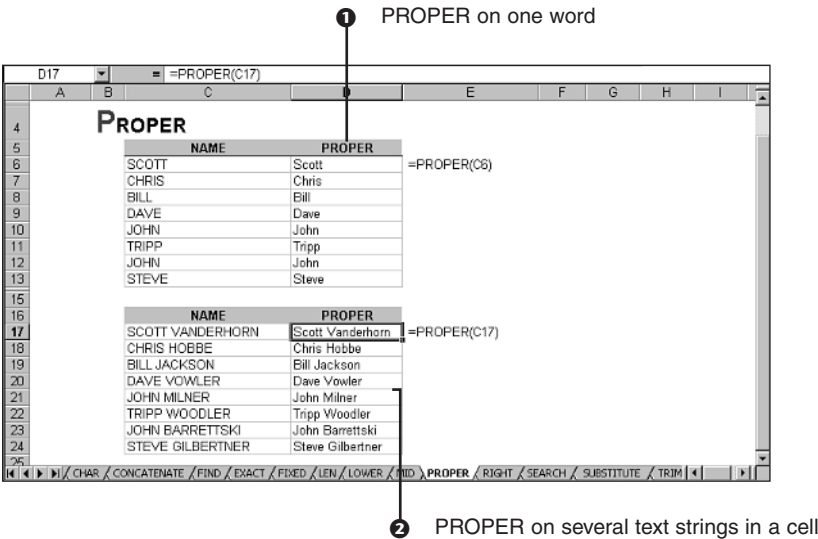 ❶ PROPER on one word
D17 = =PROPER(C17)
A B C D E F G H I
4 PROPER
5 NAME PROPER
6 SCOTT Scott =PROPER(C6)
7 CHRIS Chris
8 BILL Bill
9 DAVE Dave
10 JOHN John
11 TRIPP Tripp
12 JOHN John
13 STEVE Steve
15
16 NAME PROPER
17 SCOTT VANDERHORN Scott Vanderhorn =PROPER(C17)
18 CHRIS HOBBE Chris Hobbe
19 BILL JACKSON Bill Jackson
20 DAVE VOWLER Dave Vowler
21 JOHN MILNER John Milner
22 TRIPP WOODLER Tripp Woodler
23 JOHN BARRETTSKI John Barrettski
24 STEVE GILBERTNER Steve Gilbertner
25
CHAR CONCATENATE FIND EXACT FIXED LEN LOWER MID PROPER RIGHT SEARCH SUBSTITUTE TRIM
❷ PROPER on several text strings in a cell